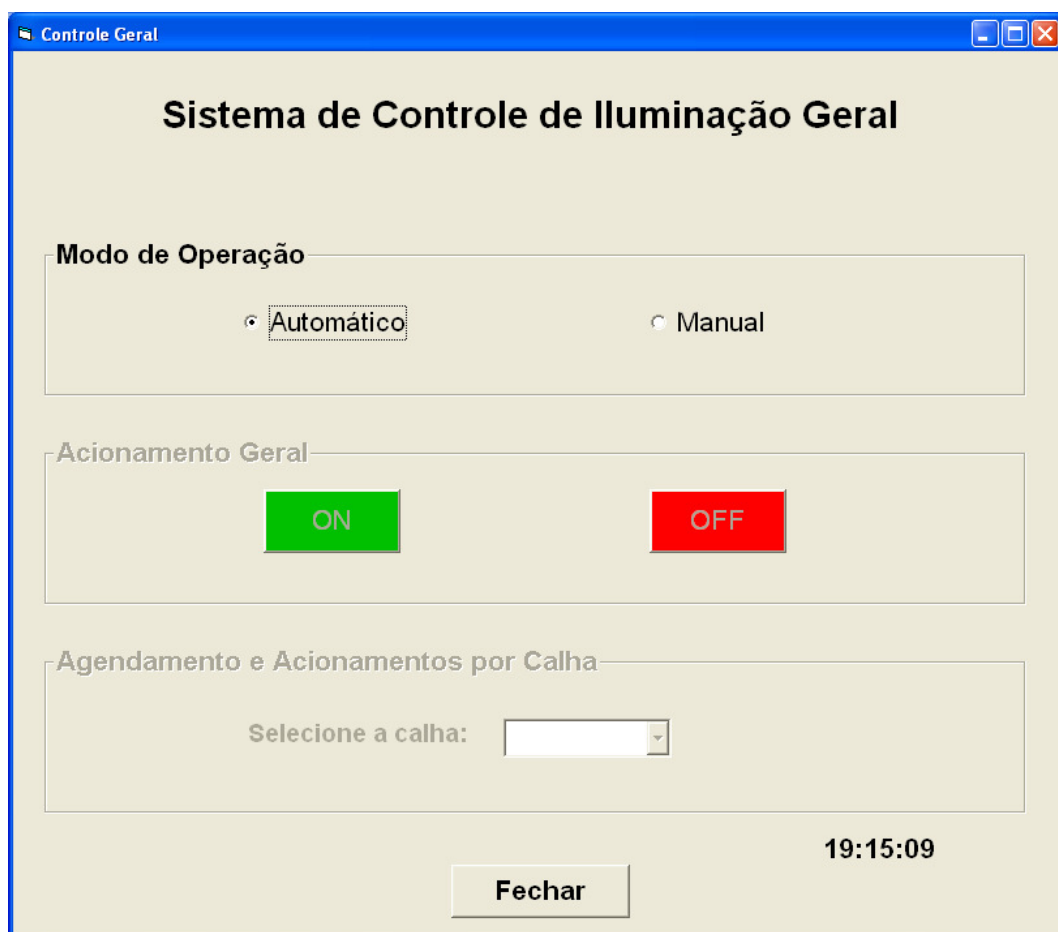 Controle Geral
Sistema de Controle de Iluminação Geral
Modo de Operação
Automático Manual
Acionamento Geral
ON OFF
Agendamento e Acionamentos por Calha
Selecione a calha:
19:15:09
Fechar